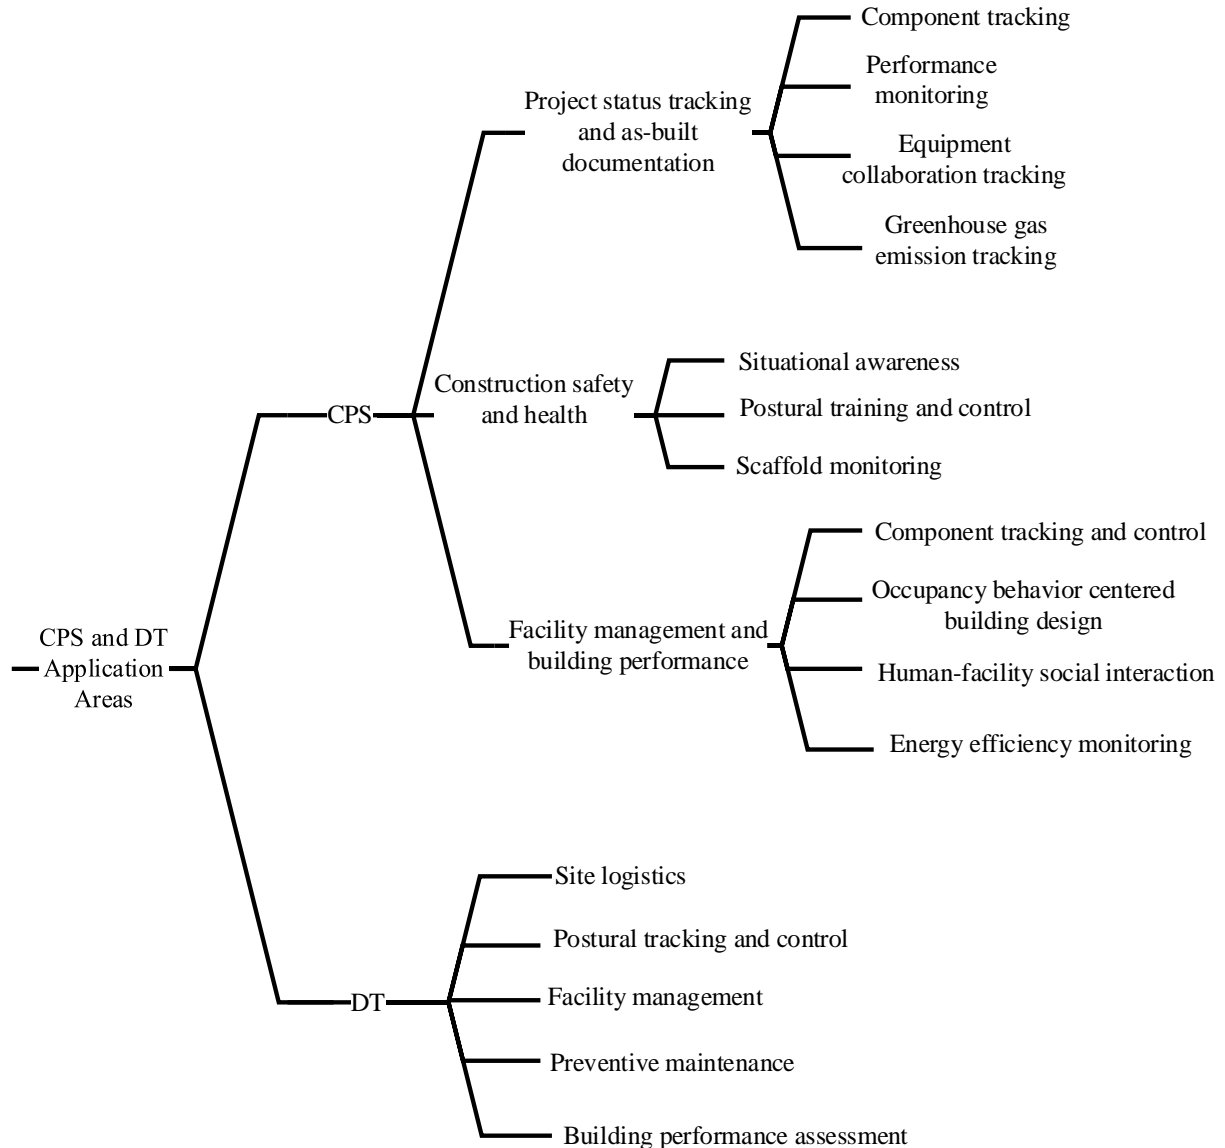 Component tracking
Performance
monitoring
Project status tracking
and as-built
documentation
Equipment
collaboration tracking
Greenhouse gas
emission tracking
CPS
Construction safety
and health
Situational awareness
Postural training and control
Scaffold monitoring
Facility management and
building performance
Component tracking and control
Occupancy behavior centered
building design
Human-facility social interaction
Energy efficiency monitoring
CPS and DT
Application
Areas
DT
Site logistics
Postural tracking and control
Facility management
Preventive maintenance
Building performance assessment